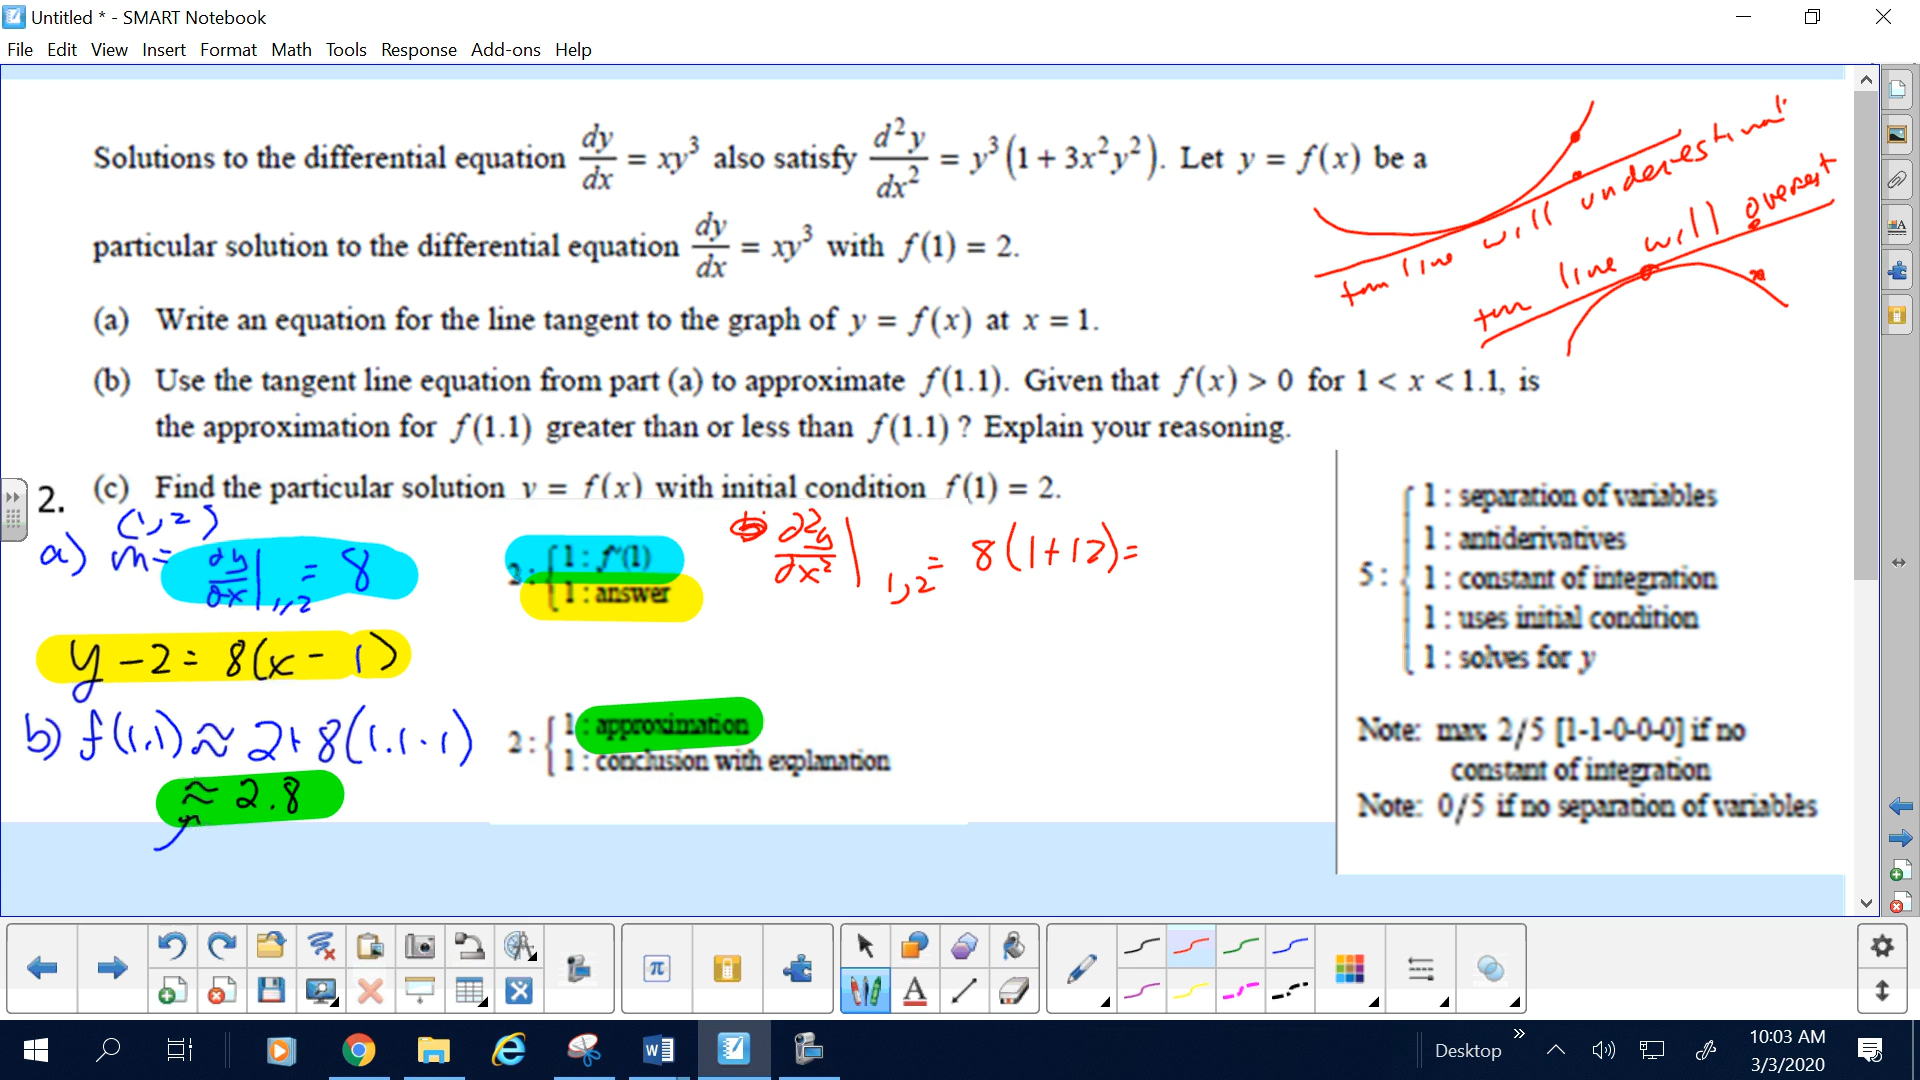 Untitled * - SMART Notebook
File Edit View Insert Format Math Tools Response Add-ons Help
Solutions to the differential equation dy/dx = xy³ also satisfy d²y/dx² = y³(1 + 3x²y²). Let y = f(x) be a
particular solution to the differential equation dy/dx = xy³ with f(1) = 2.
(a) Write an equation for the line tangent to the graph of y = f(x) at x = 1.
(b) Use the tangent line equation from part (a) to approximate f(1.1). Given that f(x) > 0 for 1 < x < 1.1, is
the approximation for f(1.1) greater than or less than f(1.1) ? Explain your reasoning.
2. (c) Find the particular solution y = f(x) with initial condition f(1) = 2.
tan line will underestimat
tan line will overest
(1,2)
a) m= dy/dx| 1,2 = 8
y - 2 = 8(x - 1)
b) f(1.1) ≈ 2+8(1.1-1)
≈ 2.8
2: 1 : f'(1)
1 : answer
d²y/dx²| 1,2 = 8(1+12)=
2: 1 : approximation
1 : conclusion with explanation
5: 1 : separation of variables
1 : antiderivatives
1 : constant of integration
1 : uses initial condition
1 : solves for y
Note: max 2/5 [1-1-0-0-0] if no
constant of integration
Note: 0/5 if no separation of variables
Desktop
10:03 AM
3/3/2020